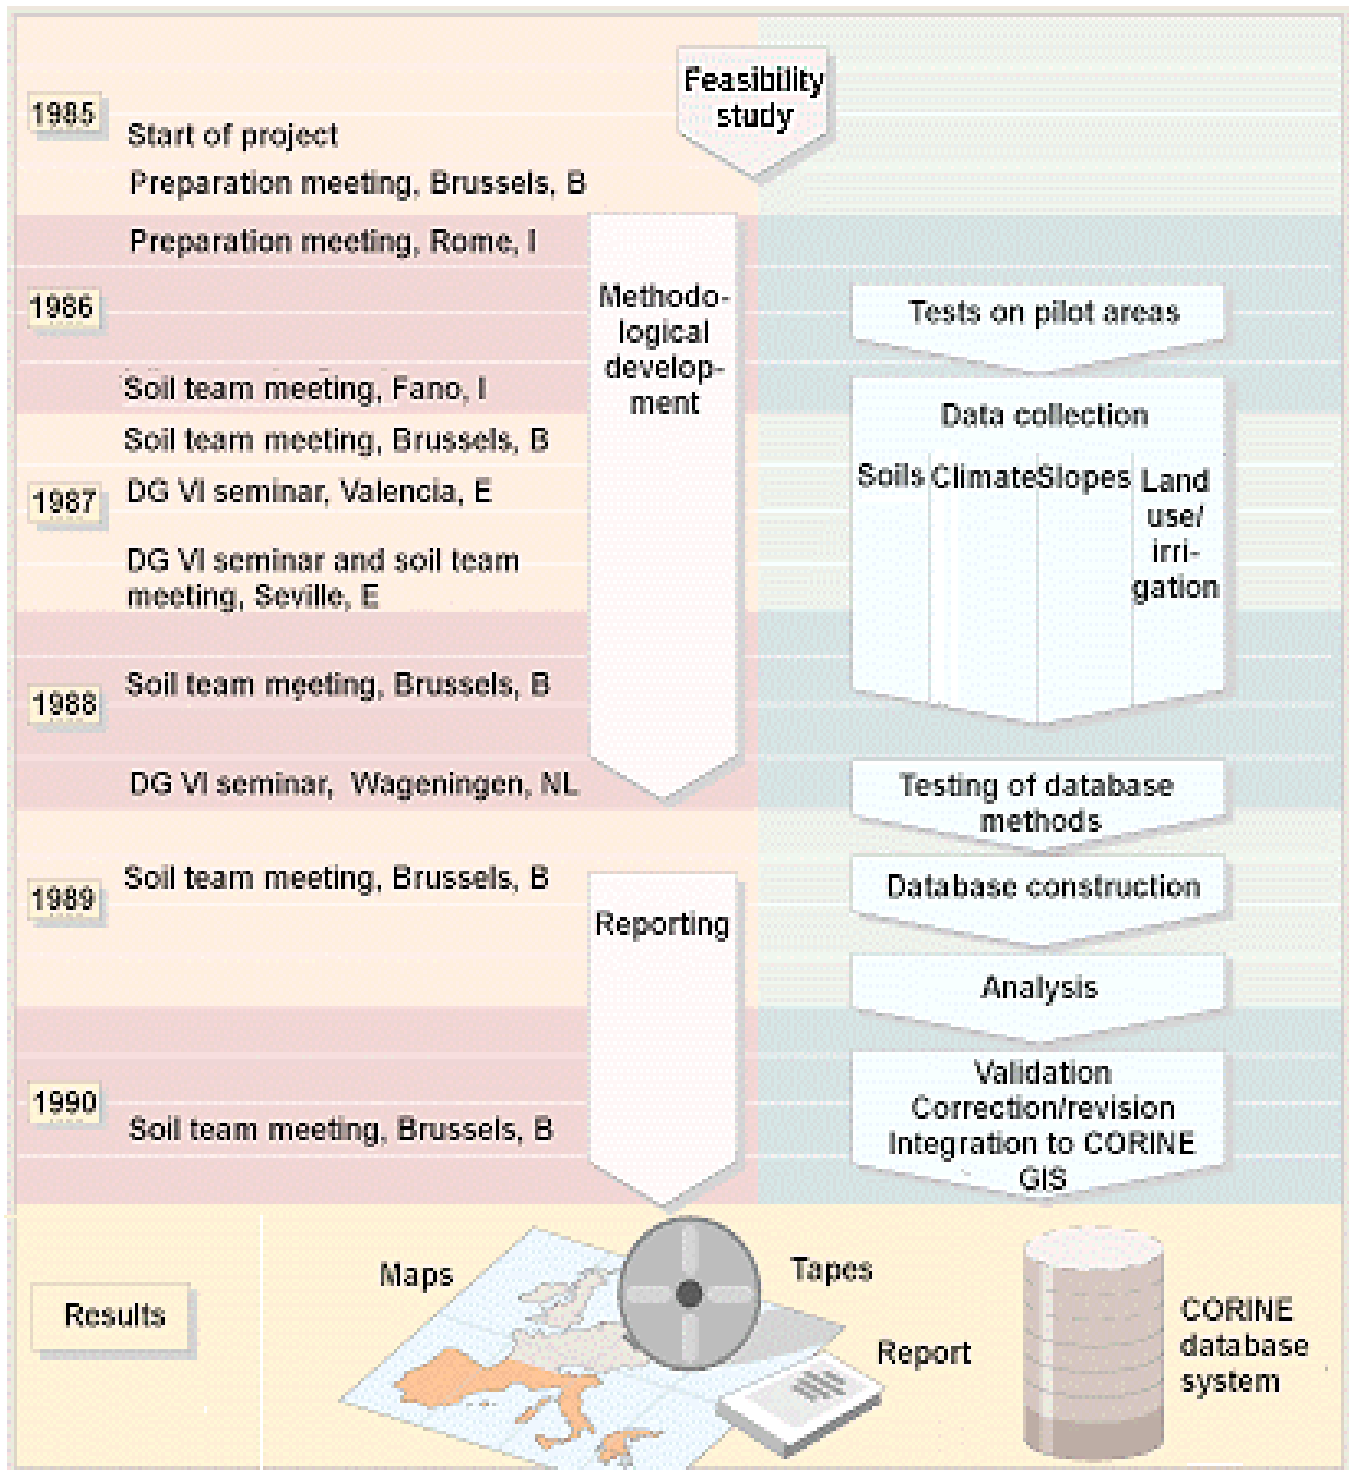 Feasibility
study
1985
Start of project
Preparation meeting, Brussels, B
Preparation meeting, Rome, I
1986
Soil team meeting, Fano, I
Soil team meeting, Brussels, B
1987
DG VI seminar, Valencia, E
DG VI seminar and soil team
meeting, Seville, E
1988
Soil team meeting, Brussels, B
DG VI seminar, Wageningen, NL
1989
Soil team meeting, Brussels, B
1990
Soil team meeting, Brussels, B
Methodo-
logical
develop-
ment
Reporting
Tests on pilot areas
Data collection
Soils
Climate
Slopes
Land
use/
irri-
gation
Testing of database
methods
Database construction
Analysis
Validation
Correction/revision
Integration to CORINE
GIS
Results
Maps
Tapes
Report
CORINE
database
system